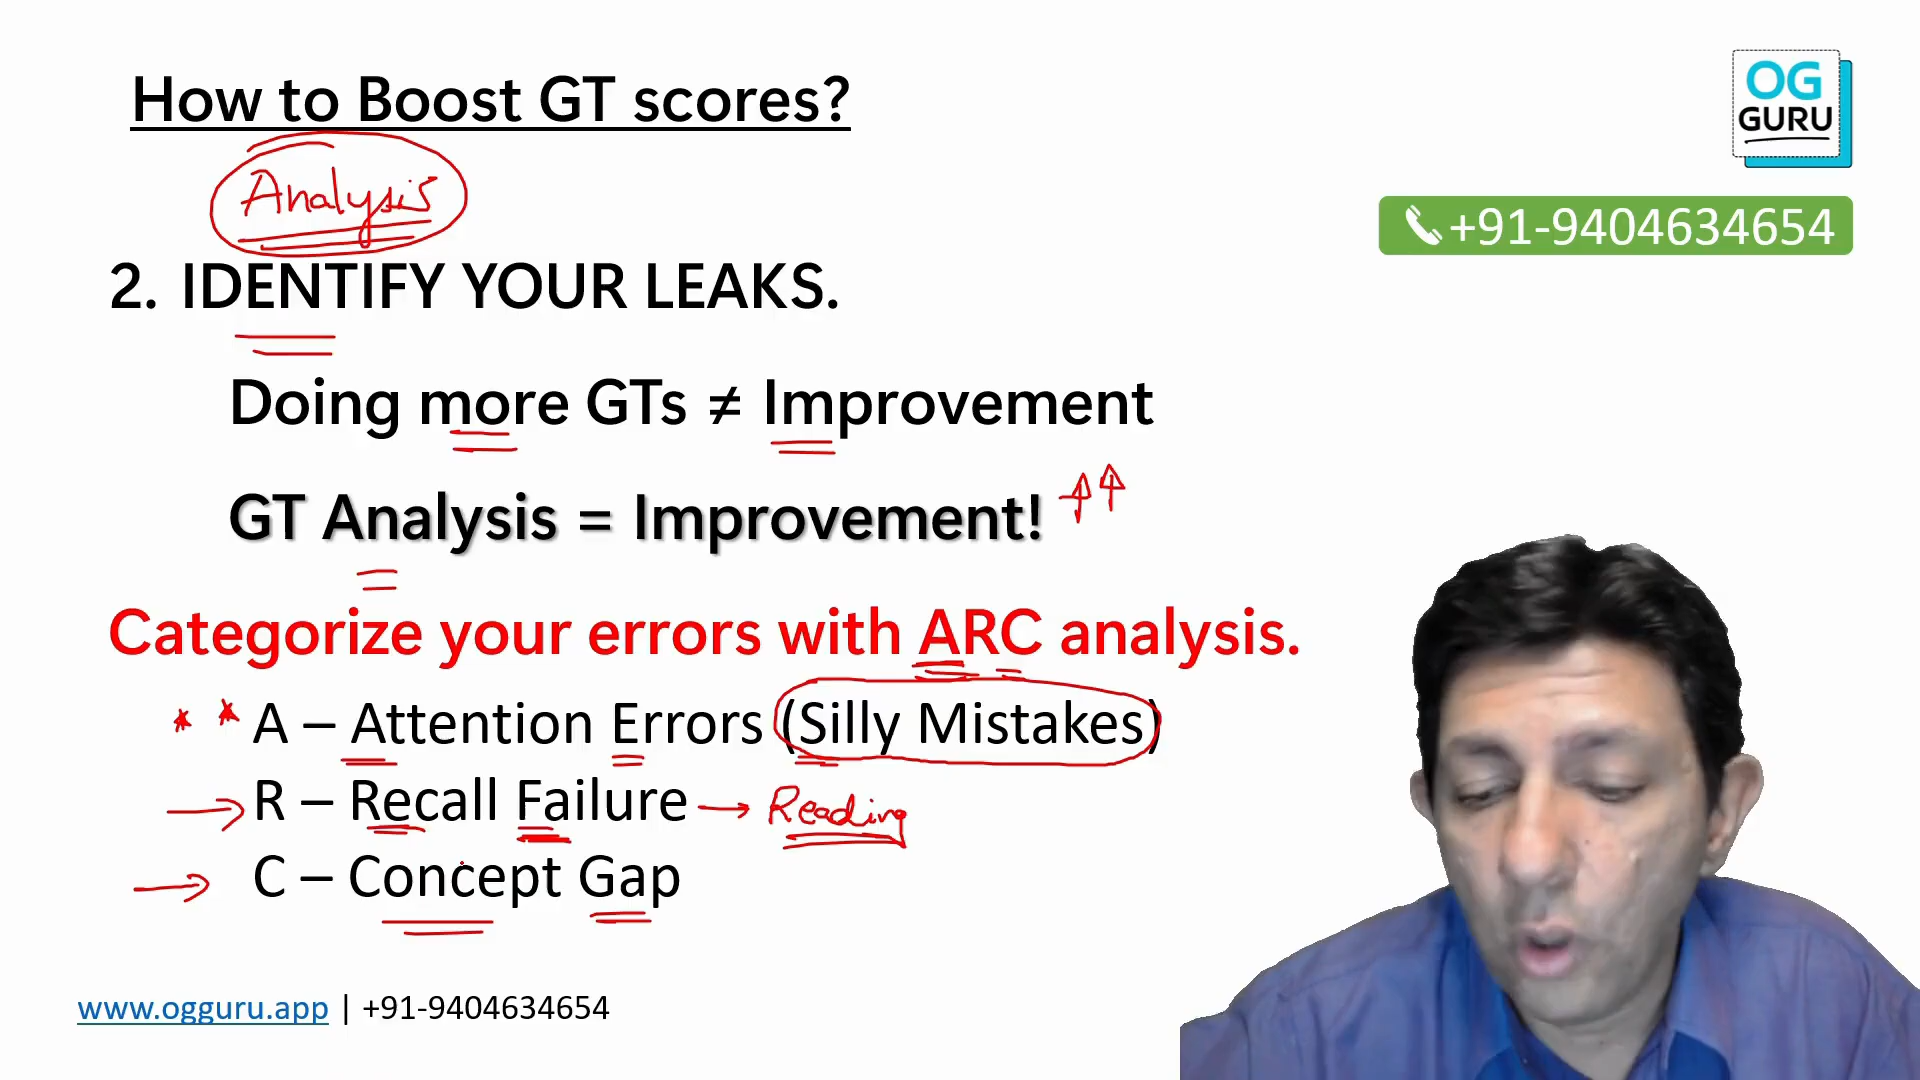 How to Boost GT scores?
OG
GURU
Analysis
+91-9404634654
2. IDENTIFY YOUR LEAKS.
Doing more GTs ≠ Improvement
GT Analysis = Improvement!
Categorize your errors with ARC analysis.
A – Attention Errors (Silly Mistakes)
R – Recall Failure → Reading
C – Concept Gap
www.ogguru.app | +91-9404634654